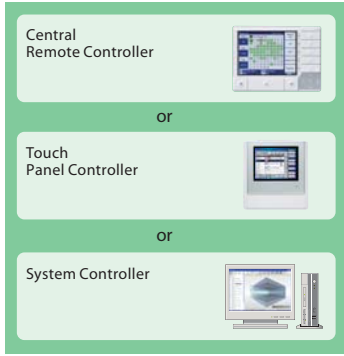 Central
Remote Controller
or
Touch
Panel Controller
or
System Controller